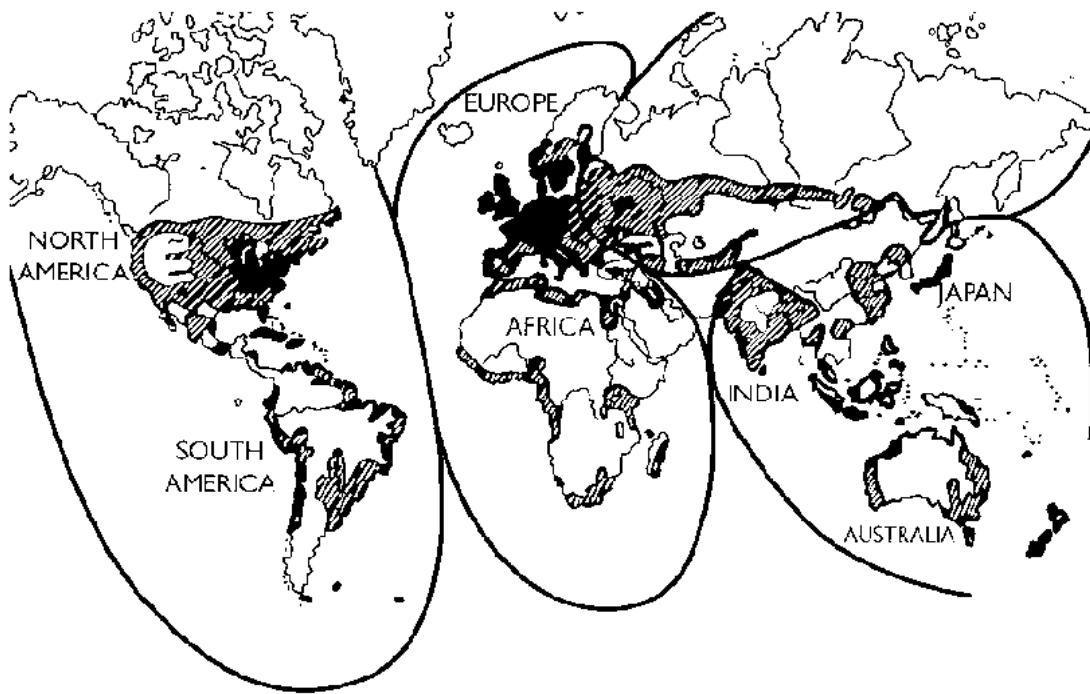 EUROPE
NORTH
AMERICA
JAPAN
AFRICA
INDIA
SOUTH
AMERICA
AUSTRALIA